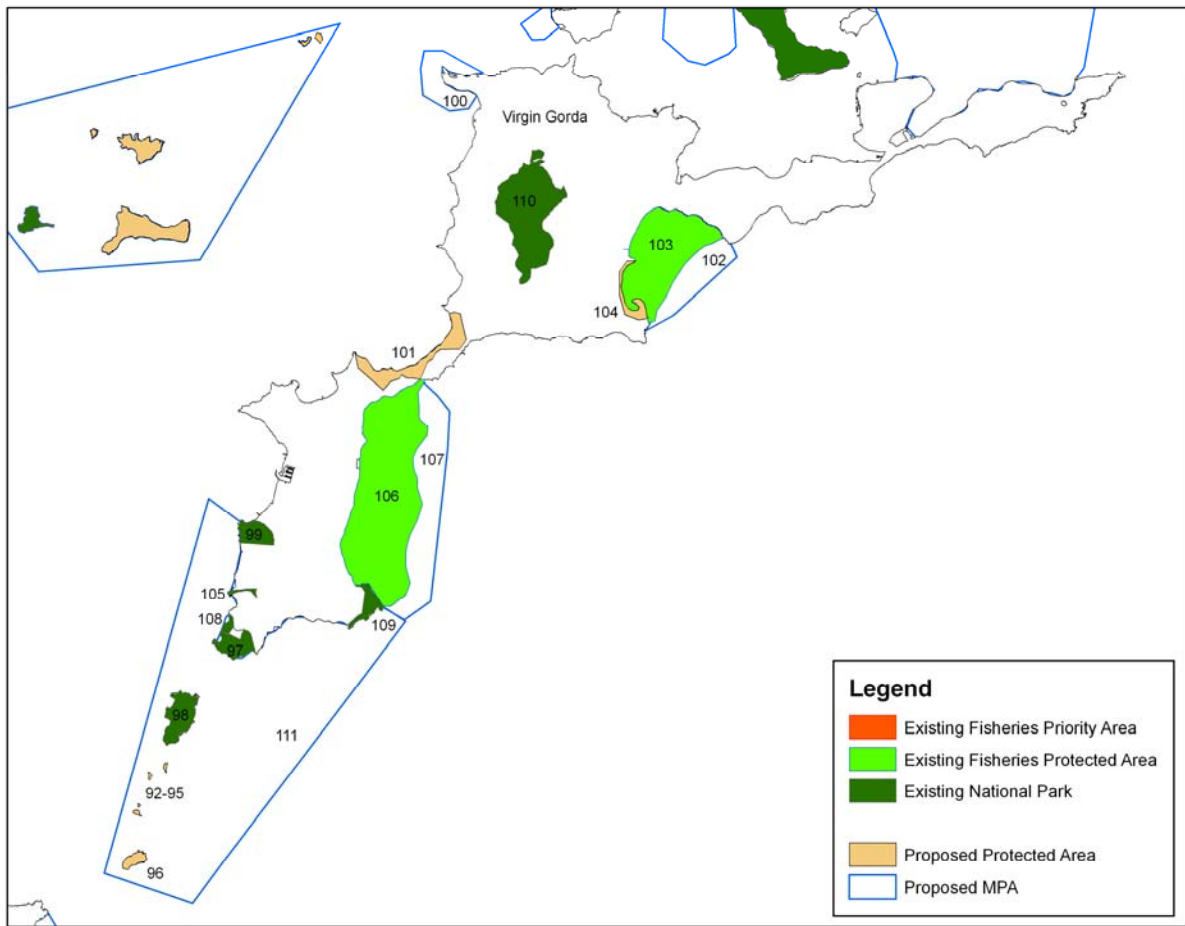 100
Virgin Gorda
110
103
102
104
101
107
106
99
105
108
109
97
98
111
92-95
96
Legend
Existing Fisheries Priority Area
Existing Fisheries Protected Area
Existing National Park
Proposed Protected Area
Proposed MPA